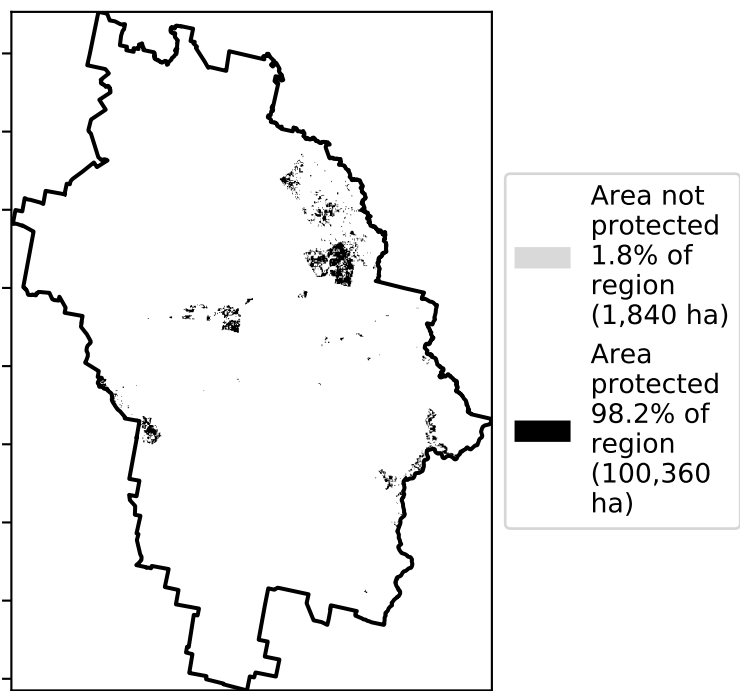 Area not
protected
1.8% of
region
(1,840 ha)
Area
protected
98.2% of
region
(100,360
ha)